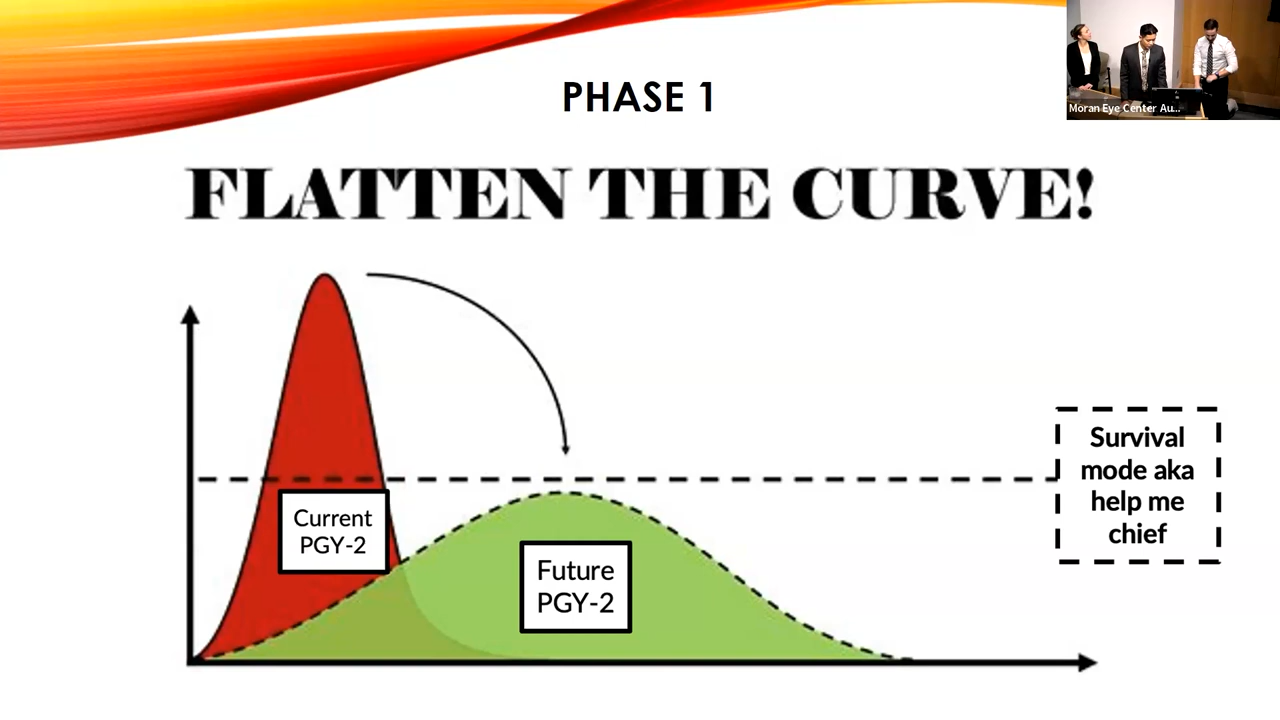 PHASE 1
Moran Eye Center Au...
FLATTEN THE CURVE!
Survival
mode aka
help me
chief
Current
PGY-2
Future
PGY-2